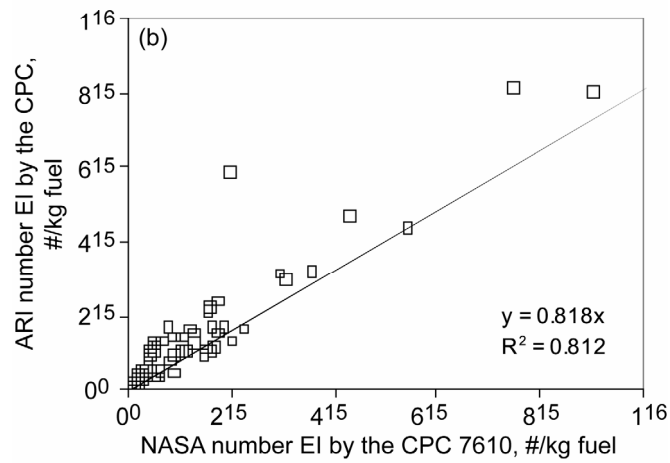 (b)
1¹⁶
8¹⁵
6¹⁵
4¹⁵
2¹⁵
0⁰
ARI number EI by the CPC,
#/kg fuel
y = 0.818x
R² = 0.812
0⁰ 2¹⁵ 4¹⁵ 6¹⁵ 8¹⁵ 1¹⁶
NASA number EI by the CPC 7610, #/kg fuel